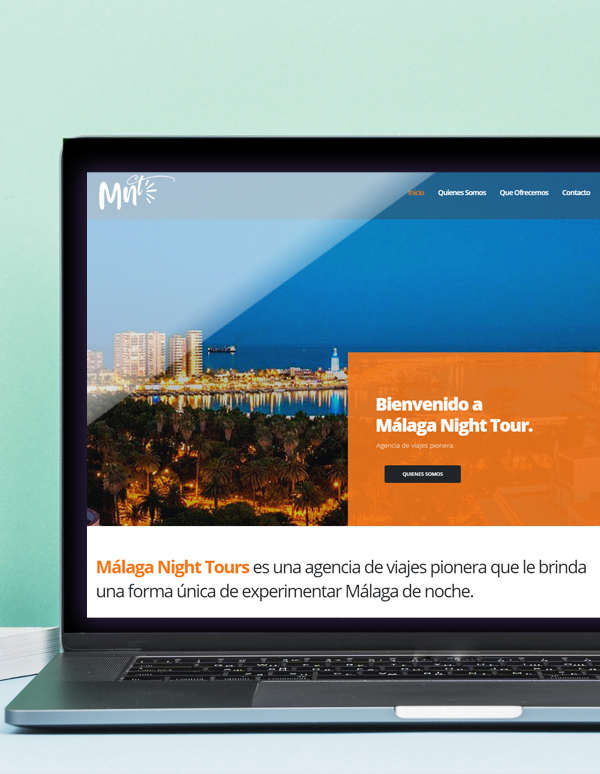 Mnt
Inicio Quienes Somos Que Ofrecemos Contacto
Bienvenido a
Málaga Night Tour.
Agencia de viajes pionera.
QUIENES SOMOS
Málaga Night Tours es una agencia de viajes pionera que le brinda
una forma única de experimentar Málaga de noche.